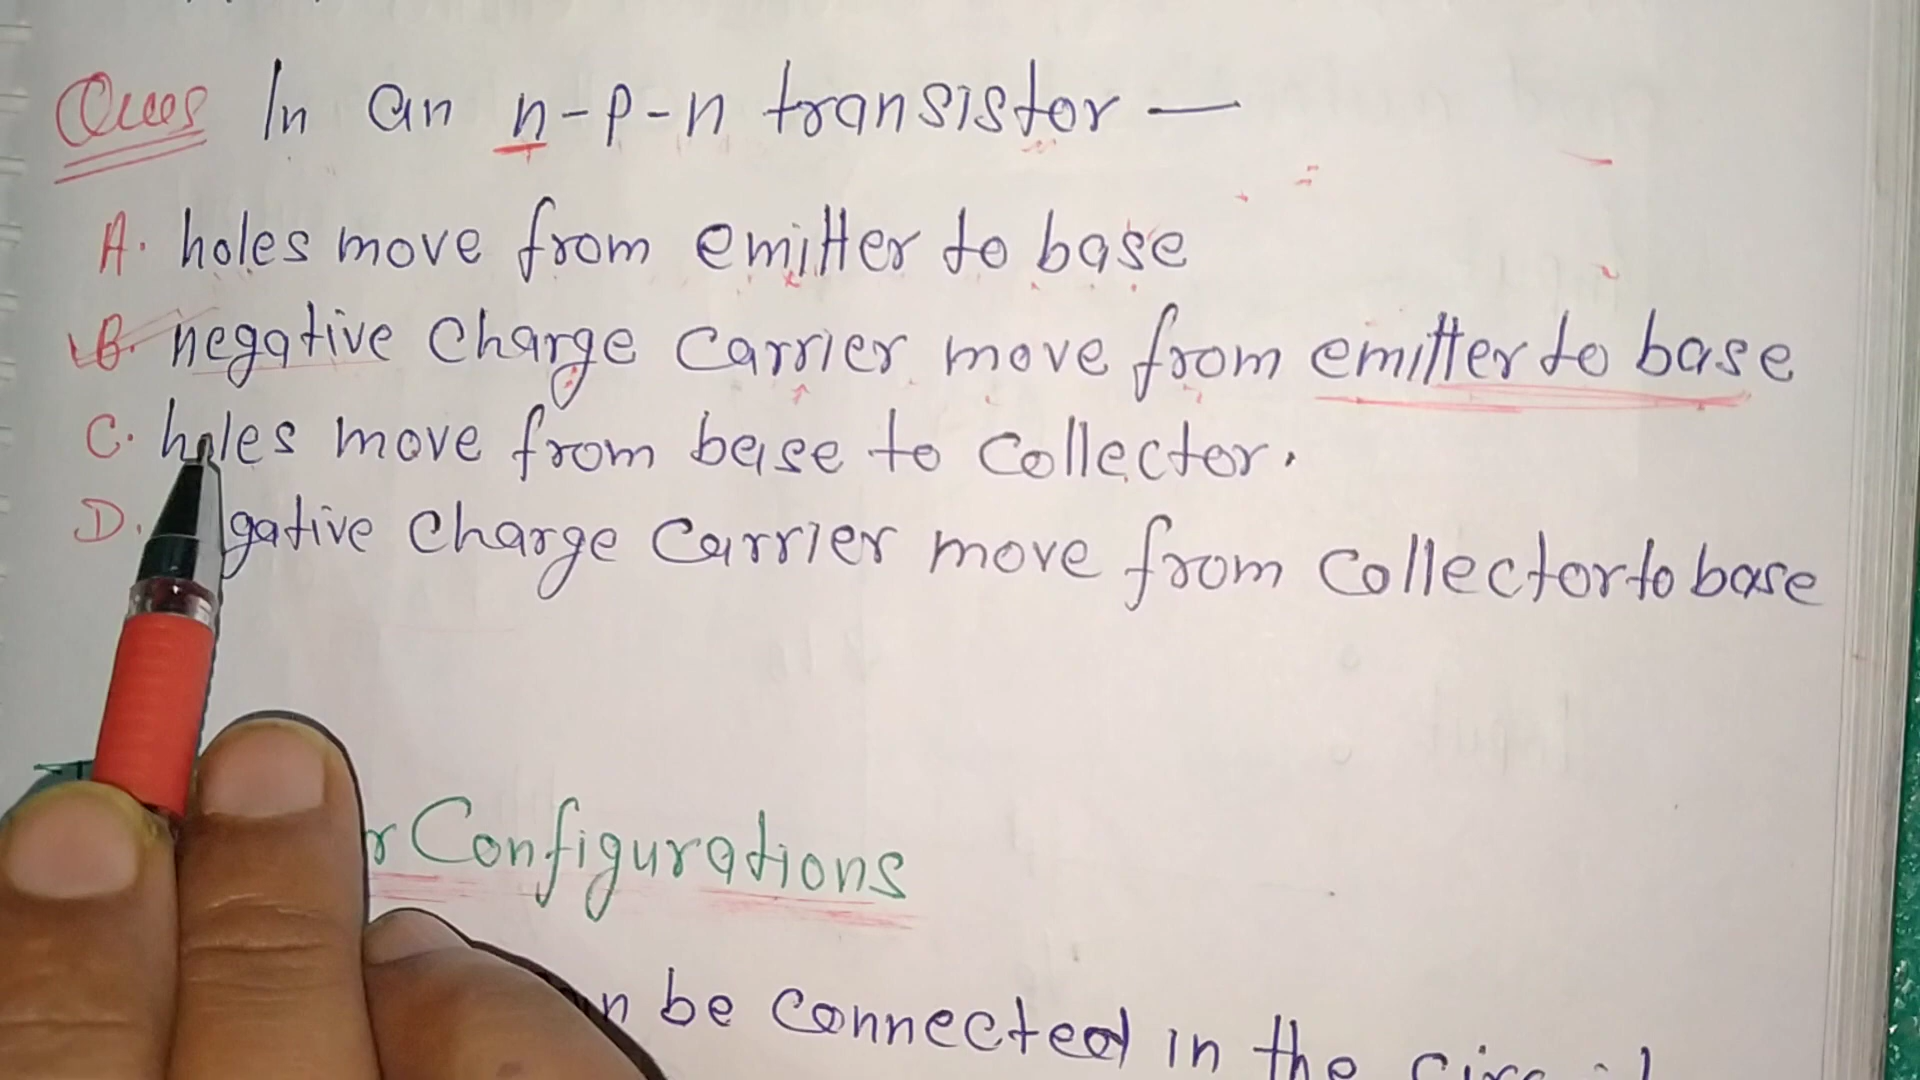 Ques In an n-p-n transistor —
A. holes move from emitter to base
B. negative charge carrier move from emitter to base
C. holes move from base to collector.
D. gative charge carrier move from collector to base
r Configurations
n be connected in the